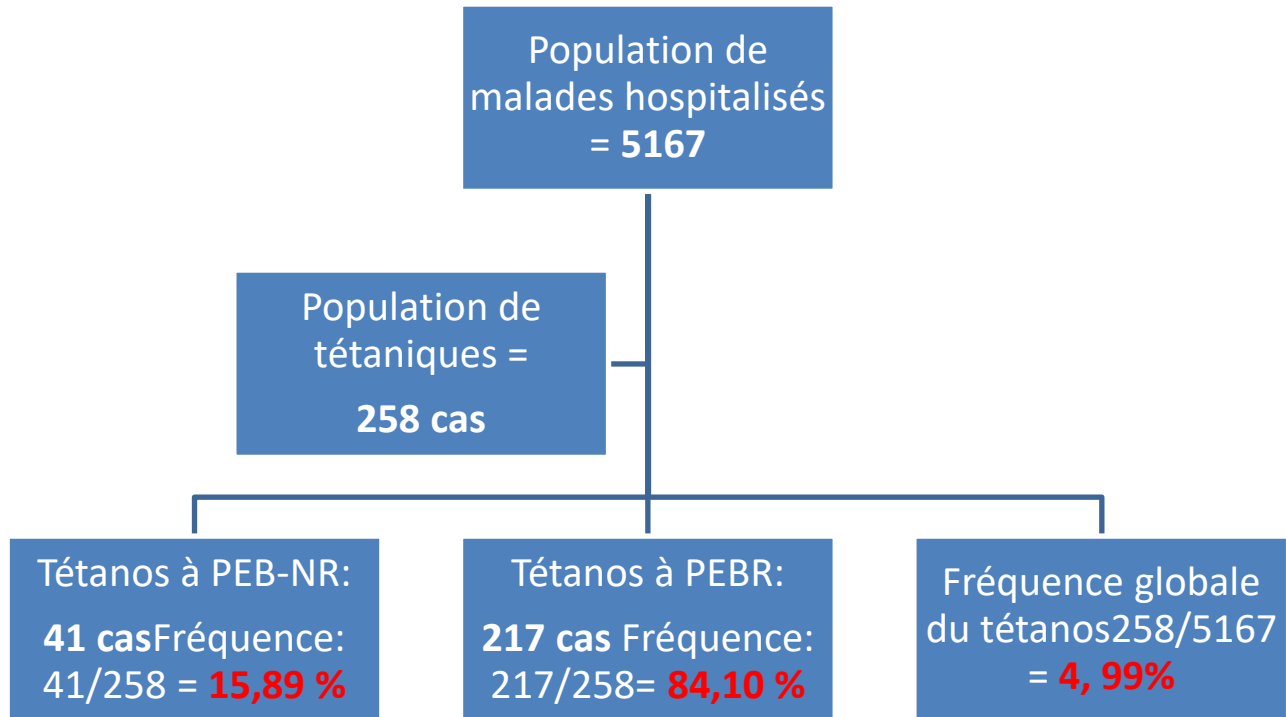 Population de
malades hospitalisés
= 5167
Population de
tétaniques =
258 cas
Tétanos à PEB-NR:
41 casFréquence:
41/258 = 15,89 %
Tétanos à PEBR:
217 cas Fréquence:
217/258= 84,10 %
Fréquence globale
du tétanos258/5167
= 4, 99%